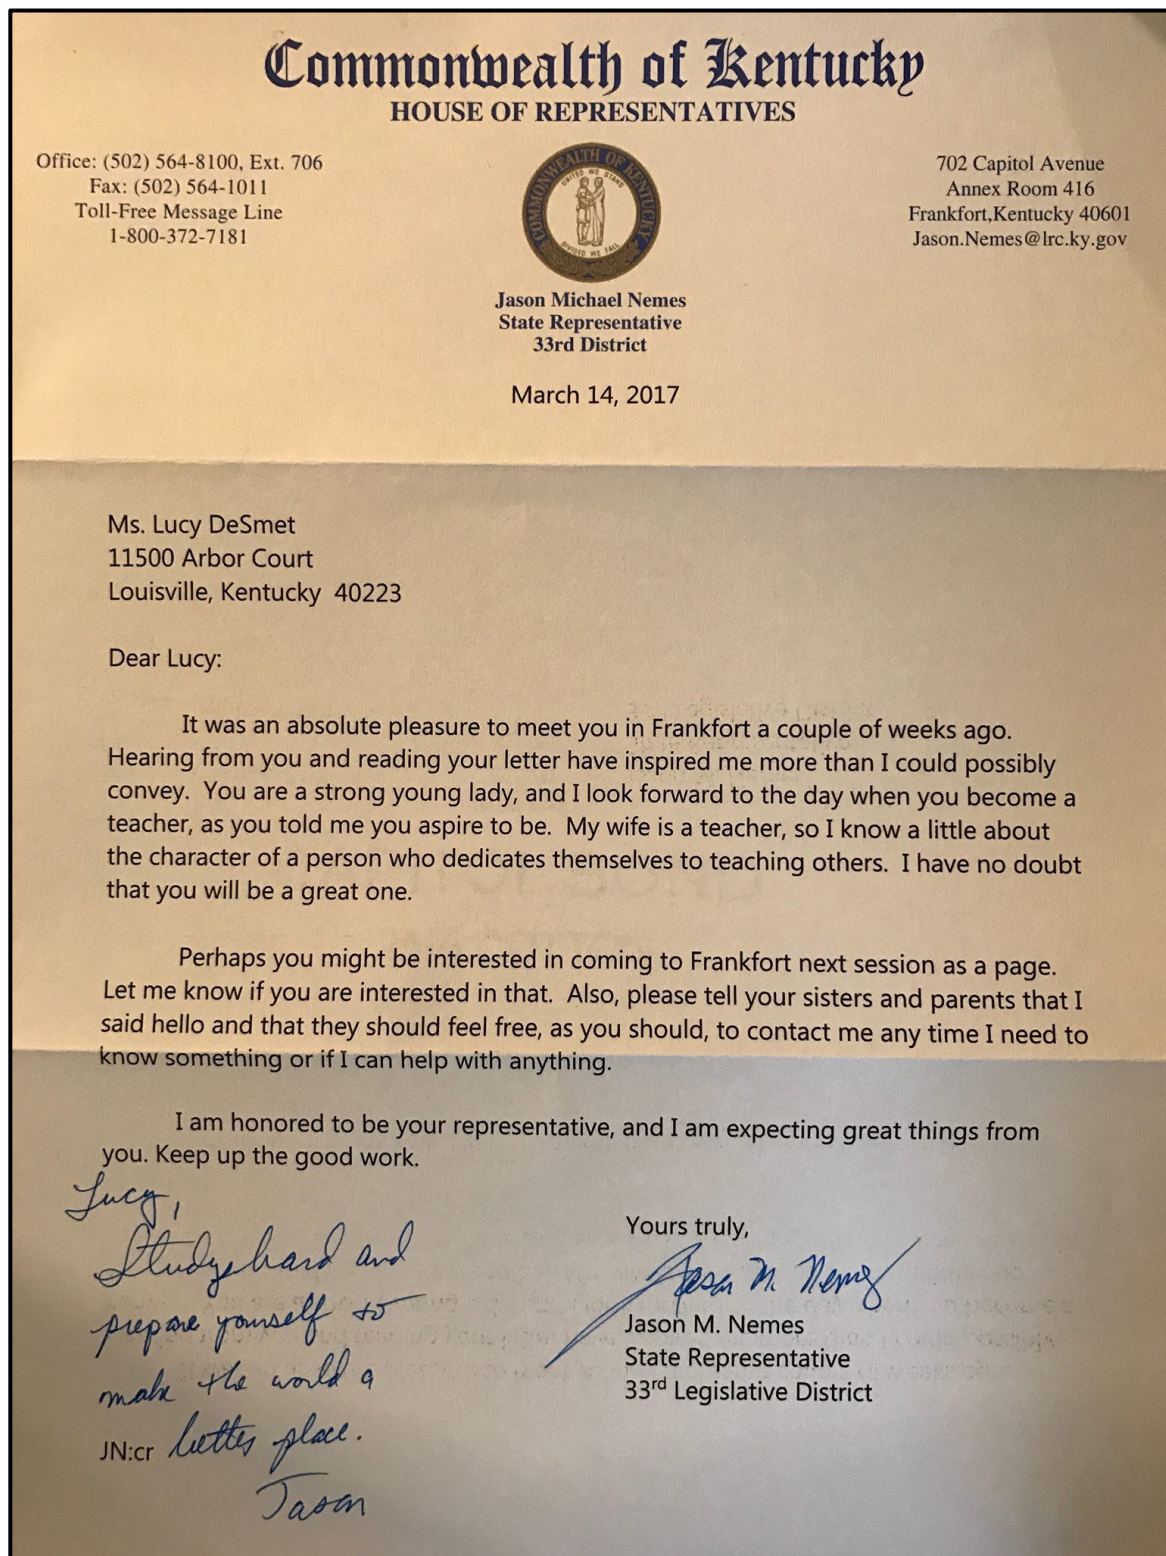 Commonwealth of Kentucky
HOUSE OF REPRESENTATIVES
Office: (502) 564-8100, Ext. 706
Fax: (502) 564-1011
Toll-Free Message Line
1-800-372-7181
COMMONWEALTH OF KENTUCKY
UNITED WE STAND
DIVIDED WE FALL
702 Capitol Avenue
Annex Room 416
Frankfort,Kentucky 40601
Jason.Nemes@lrc.ky.gov
Jason Michael Nemes
State Representative
33rd District
March 14, 2017
Ms. Lucy DeSmet
11500 Arbor Court
Louisville, Kentucky  40223
Dear Lucy:
It was an absolute pleasure to meet you in Frankfort a couple of weeks ago.
Hearing from you and reading your letter have inspired me more than I could possibly
convey.  You are a strong young lady, and I look forward to the day when you become a
teacher, as you told me you aspire to be.  My wife is a teacher, so I know a little about
the character of a person who dedicates themselves to teaching others.  I have no doubt
that you will be a great one.
Perhaps you might be interested in coming to Frankfort next session as a page.
Let me know if you are interested in that.  Also, please tell your sisters and parents that I
said hello and that they should feel free, as you should, to contact me any time I need to
know something or if I can help with anything.
I am honored to be your representative, and I am expecting great things from
you. Keep up the good work.
Lucy,
Study hard and
prepare yourself to
make the world a
better place.
Jason
JN:cr
Yours truly,
Jason M. Nemes
Jason M. Nemes
State Representative
33rd Legislative District